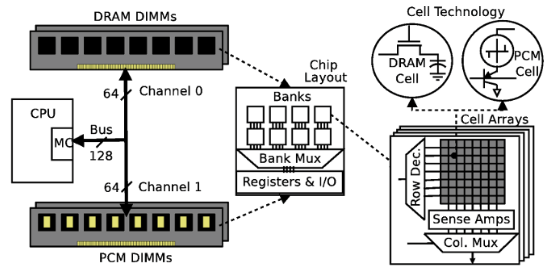 DRAM DIMMs
Cell Technology
DRAM
Cell
PCM
Cell
Chip
Layout
64
Channel 0
CPU
MC
Bus
128
Banks
Bank Mux
Registers & I/O
Cell Arrays
Row Dec.
Sense Amps
Col. Mux
64
Channel 1
PCM DIMMs